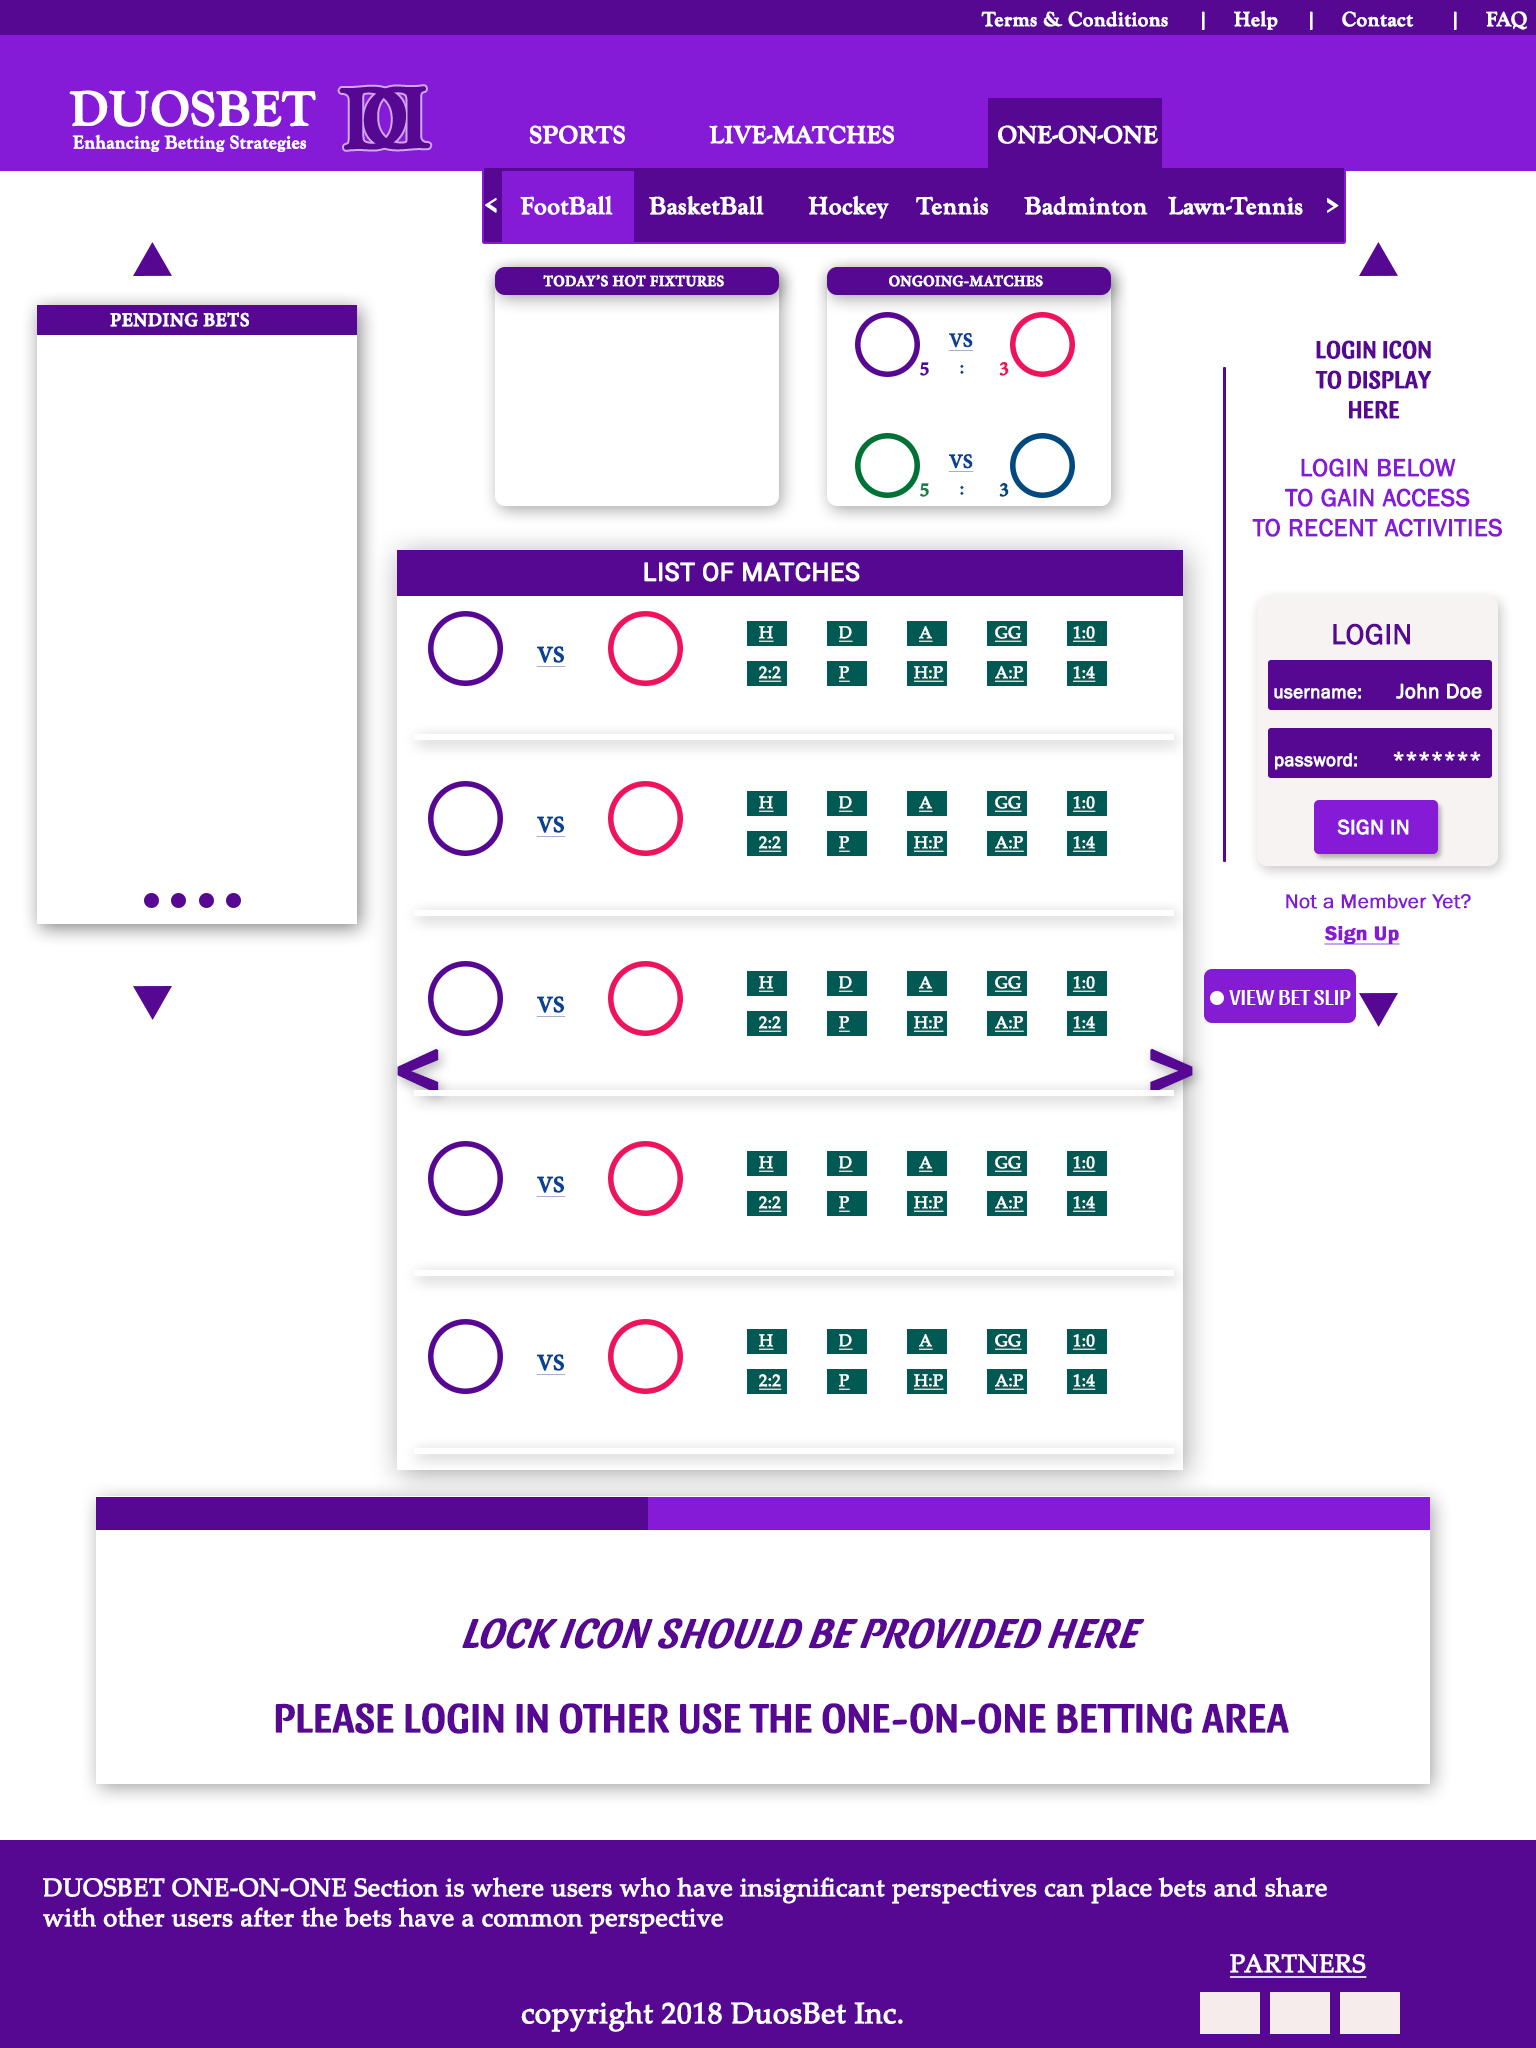 Terms & Conditions | Help | Contact | FAQ
DUOSBET
Enhancing Betting Strategies
SPORTS LIVE-MATCHES ONE-ON-ONE
< FootBall BasketBall Hockey Tennis Badminton Lawn-Tennis >
PENDING BETS
TODAY'S HOT FIXTURES
ONGOING-MATCHES
VS
5 : 3
VS
5 : 3
LIST OF MATCHES
VS
H D A GG 1:0
2:2 P H:P A:P 1:4
VS
H D A GG 1:0
2:2 P H:P A:P 1:4
VS
H D A GG 1:0
2:2 P H:P A:P 1:4
< >
VS
H D A GG 1:0
2:2 P H:P A:P 1:4
VS
H D A GG 1:0
2:2 P H:P A:P 1:4
LOGIN ICON
TO DISPLAY
HERE
LOGIN BELOW
TO GAIN ACCESS
TO RECENT ACTIVITIES
LOGIN
username: John Doe
password: *******
SIGN IN
Not a Membver Yet?
Sign Up
VIEW BET SLIP
LOCK ICON SHOULD BE PROVIDED HERE
PLEASE LOGIN IN OTHER USE THE ONE-ON-ONE BETTING AREA
DUOSBET ONE-ON-ONE Section is where users who have insignificant perspectives can place bets and share
with other users after the bets have a common perspective
PARTNERS
copyright 2018 DuosBet Inc.